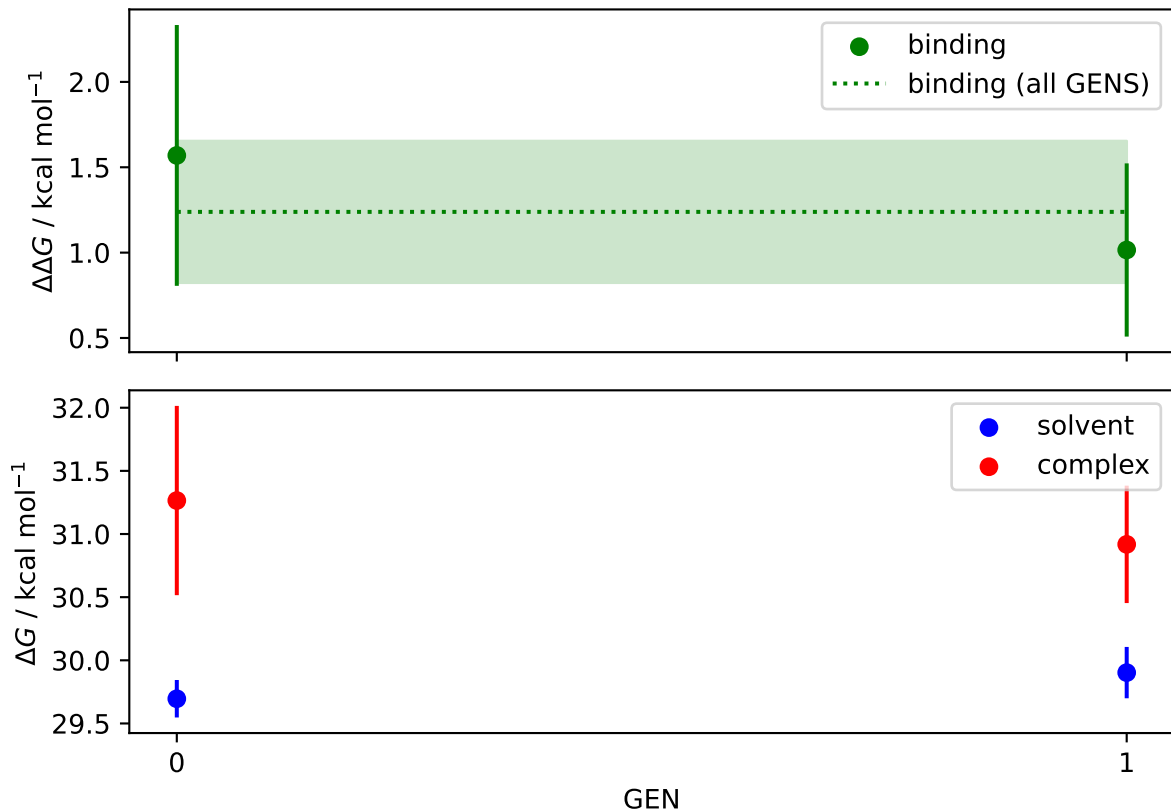 binding
binding (all GENS)
2.0
1.5
1.0
0.5
ΔΔG / kcal mol⁻¹
solvent
complex
32.0
31.5
31.0
30.5
30.0
29.5
ΔG / kcal mol⁻¹
0 1
GEN